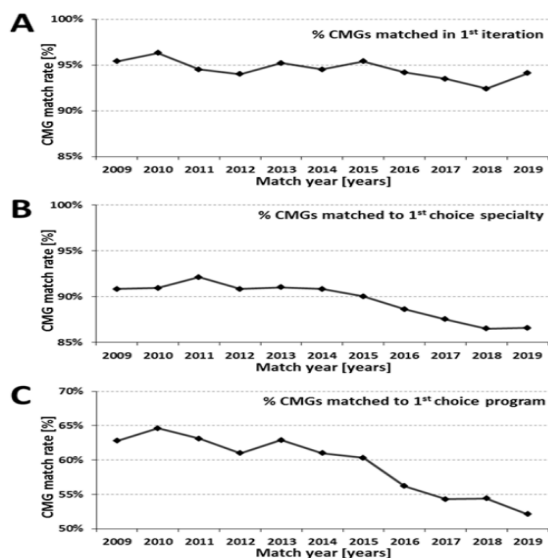 A
% CMGs matched in 1st iteration
CMG match rate [%]
100%
95%
90%
85%
2009 2010 2011 2012 2013 2014 2015 2016 2017 2018 2019
Match year [years]
B
% CMGs matched to 1st choice specialty
CMG match rate [%]
100%
95%
90%
85%
2009 2010 2011 2012 2013 2014 2015 2016 2017 2018 2019
Match year [years]
C
% CMGs matched to 1st choice program
CMG match rate [%]
70%
65%
60%
55%
50%
2009 2010 2011 2012 2013 2014 2015 2016 2017 2018 2019
Match year [years]